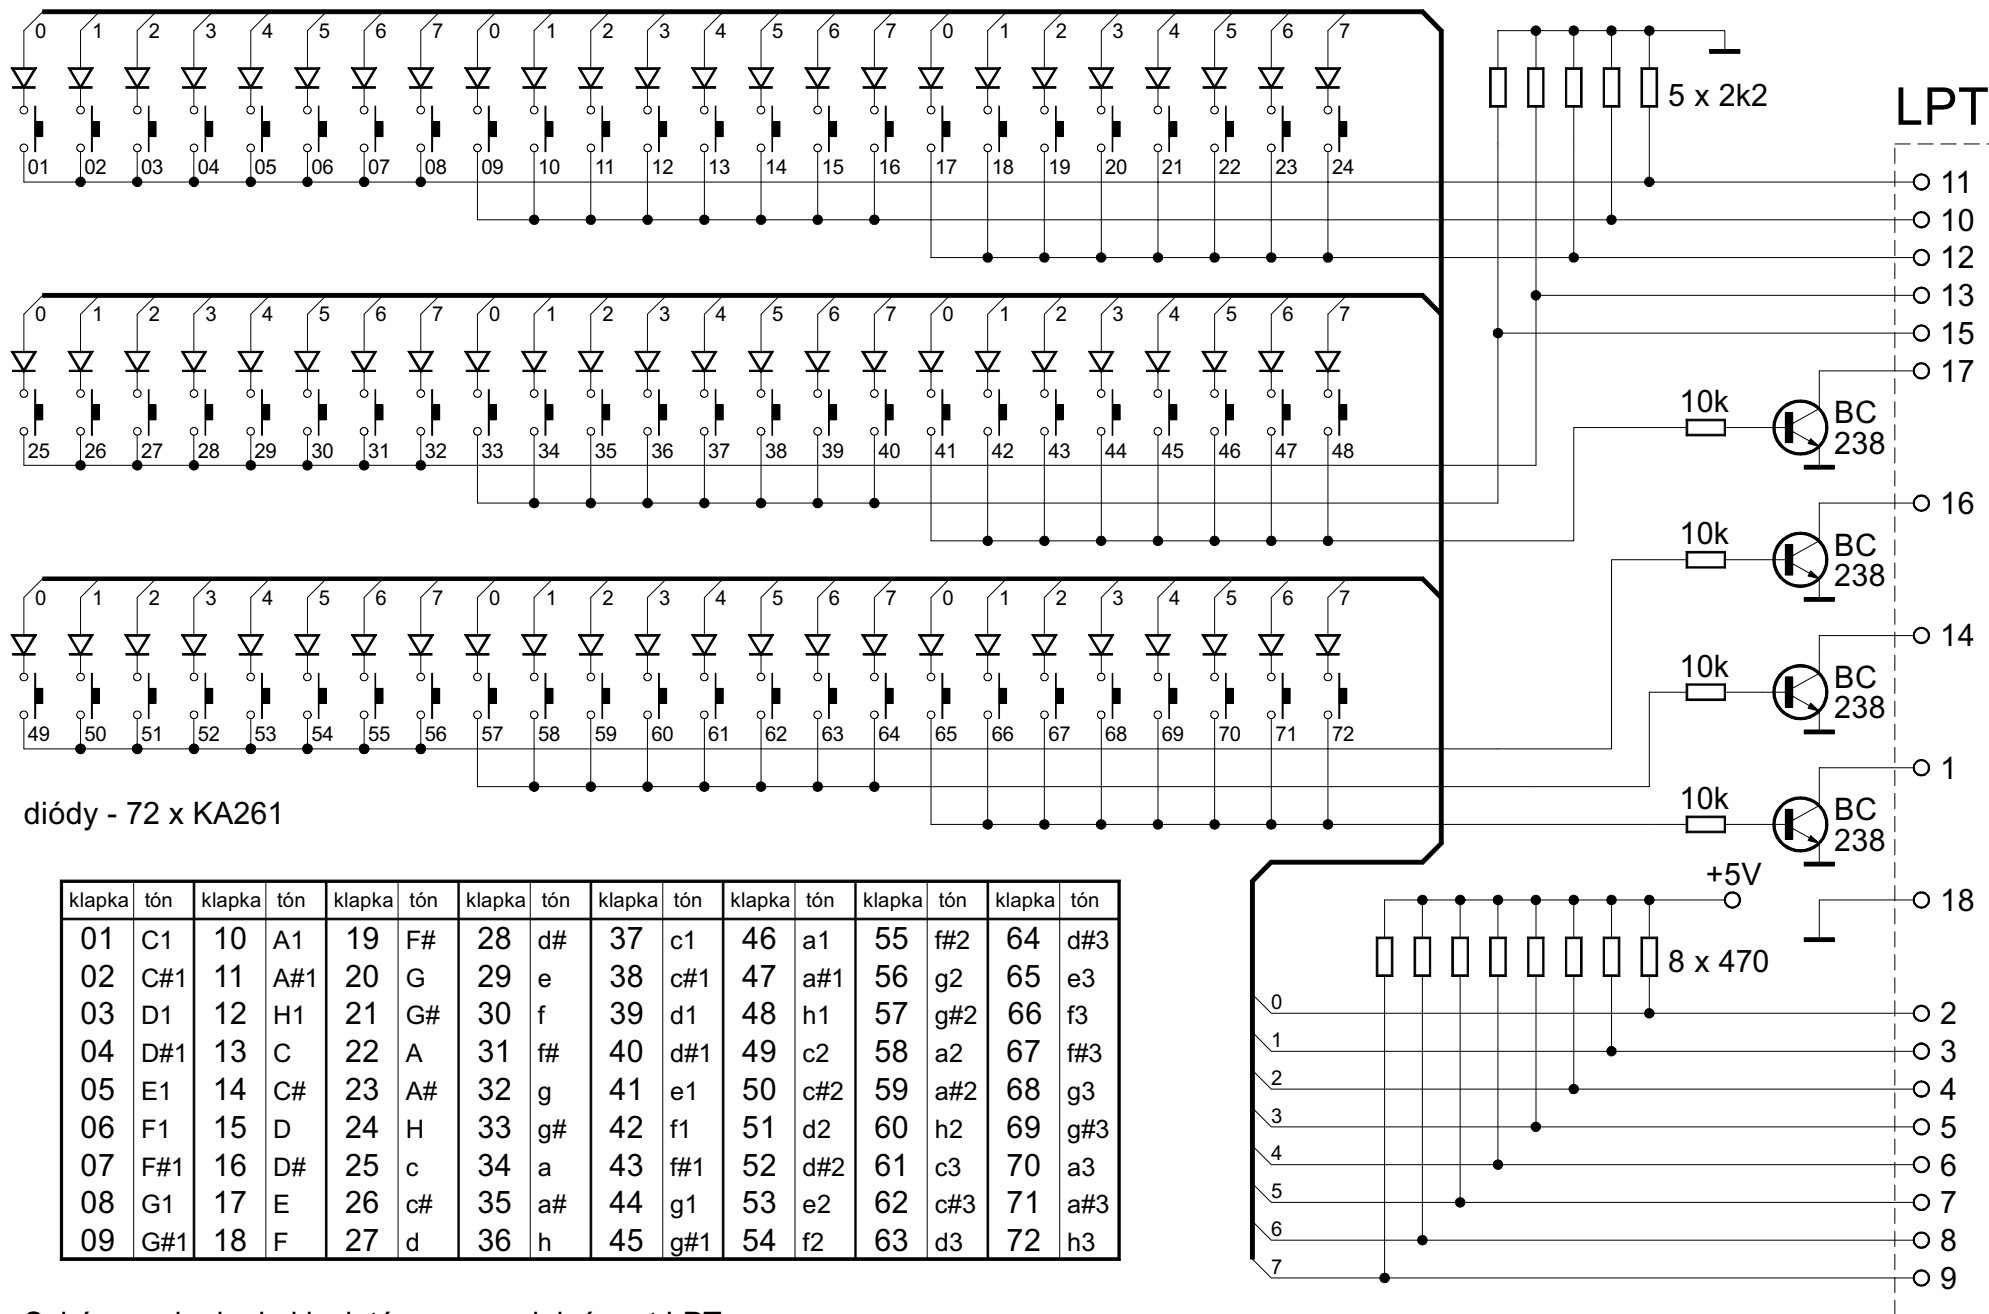 0 1 2 3 4 5 6 7 0 1 2 3 4 5 6 7 0 1 2 3 4 5 6 7
5 x 2k2
LPT
01 02 03 04 05 06 07 08 09 10 11 12 13 14 15 16 17 18 19 20 21 22 23 24
11
10
12
13
15
17
0 1 2 3 4 5 6 7 0 1 2 3 4 5 6 7 0 1 2 3 4 5 6 7
25 26 27 28 29 30 31 32 33 34 35 36 37 38 39 40 41 42 43 44 45 46 47 48
10k
BC
238
16
10k
BC
238
0 1 2 3 4 5 6 7 0 1 2 3 4 5 6 7 0 1 2 3 4 5 6 7
49 50 51 52 53 54 55 56 57 58 59 60 61 62 63 64 65 66 67 68 69 70 71 72
14
10k
BC
238
1
10k
BC
238
diódy - 72 x KA261
+5V
18
8 x 470
klapka tón klapka tón klapka tón klapka tón klapka tón klapka tón klapka tón klapka tón
01 C1 10 A1 19 F# 28 d# 37 c1 46 a1 55 f#2 64 d#3
02 C#1 11 A#1 20 G 29 e 38 c#1 47 a#1 56 g2 65 e3
03 D1 12 H1 21 G# 30 f 39 d1 48 h1 57 g#2 66 f3
04 D#1 13 C 22 A 31 f# 40 d#1 49 c2 58 a2 67 f#3
05 E1 14 C# 23 A# 32 g 41 e1 50 c#2 59 a#2 68 g3
06 F1 15 D 24 H 33 g# 42 f1 51 d2 60 h2 69 g#3
07 F#1 16 D# 25 c 34 a 43 f#1 52 d#2 61 c3 70 a3
08 G1 17 E 26 c# 35 a# 44 g1 53 e2 62 c#3 71 a#3
09 G#1 18 F 27 d 36 h 45 g#1 54 f2 63 d3 72 h3
0 2
1 3
2 4
3 5
4 6
5 7
6 8
7 9